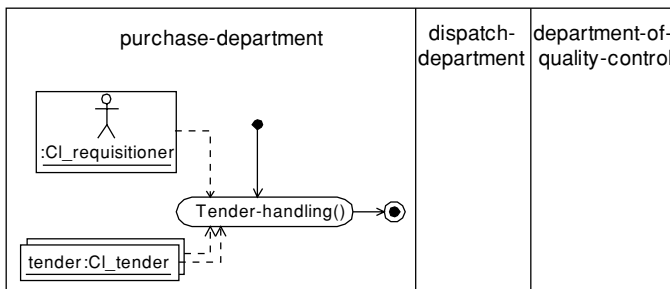 purchase-department
dispatch-
department
department-of-
quality-control
:Cl_requisitioner
Tender-handling()
tender:Cl_tender